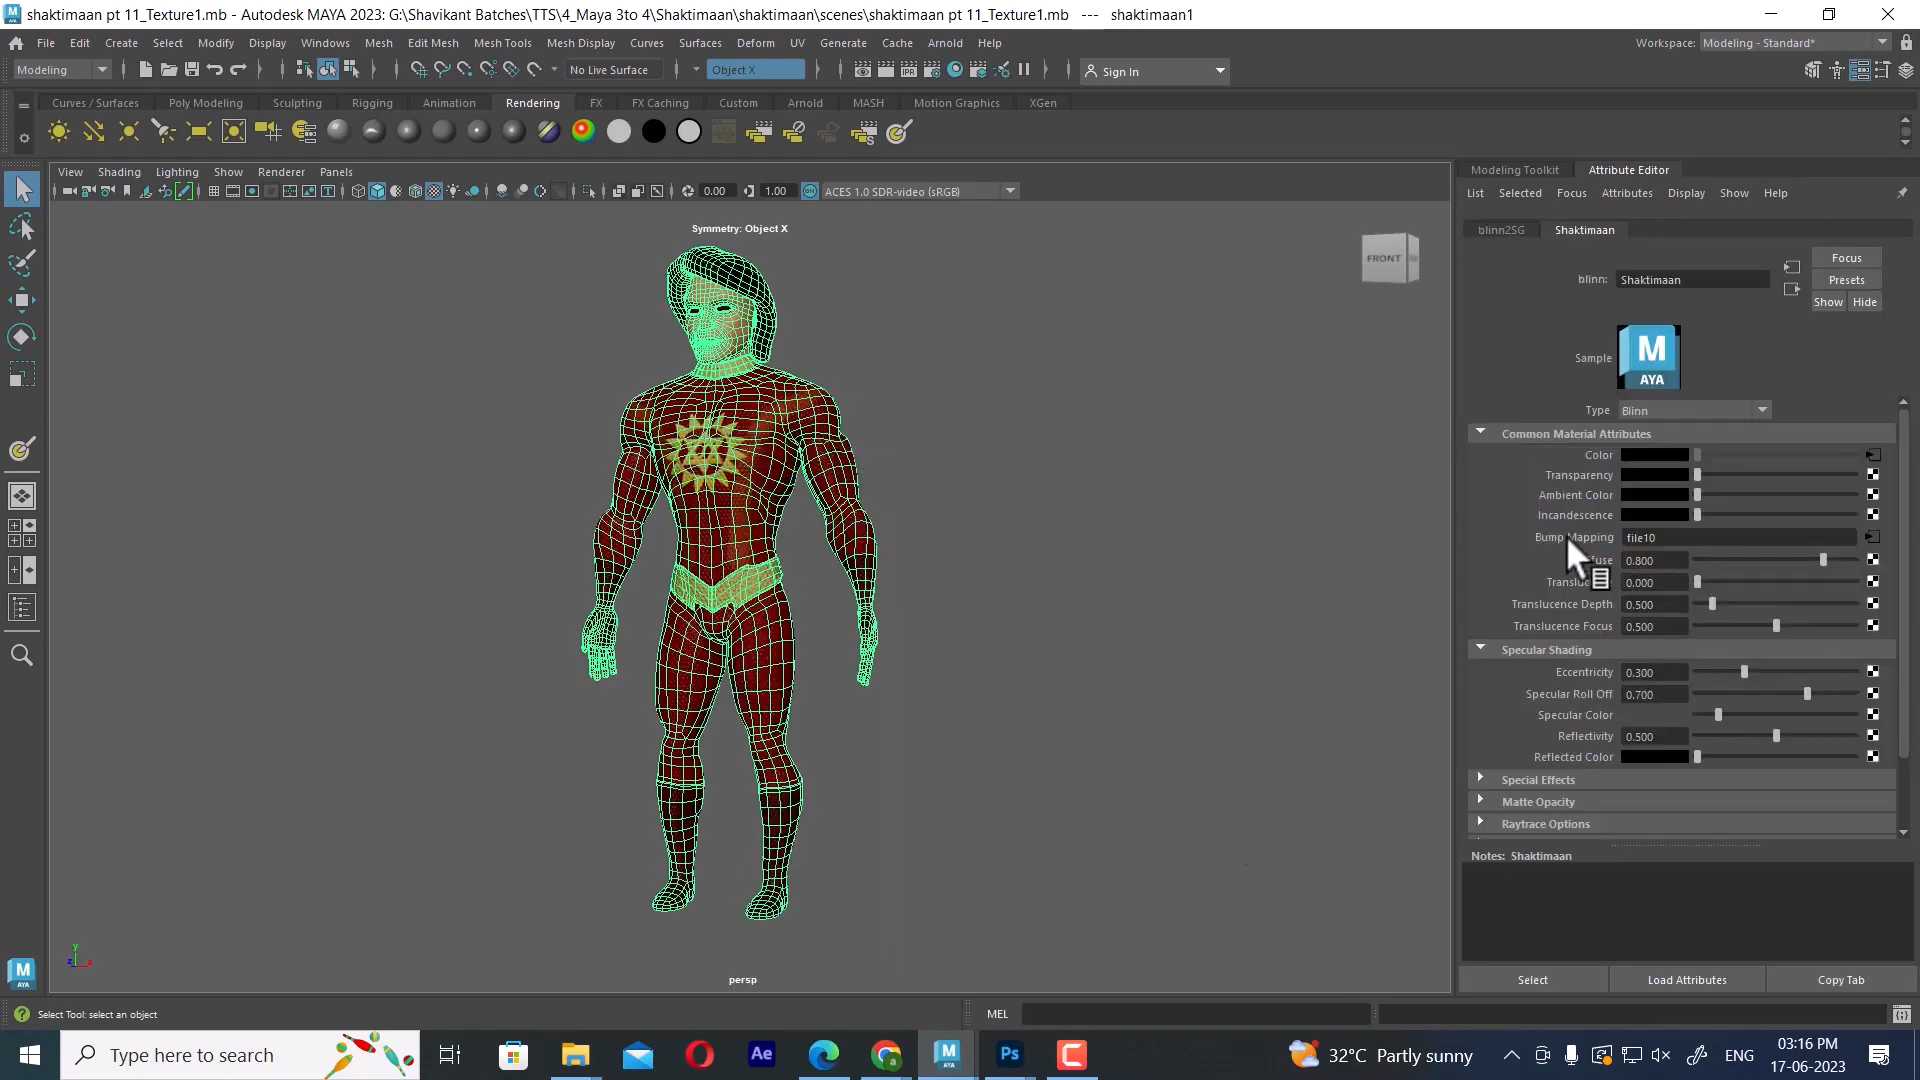 shaktimaan pt 11_Texture1.mb - Autodesk MAYA 2023: G:\Shavikant Batches\TTS\4_Maya 3to 4\Shaktimaan\shaktimaan\scenes\shaktimaan pt 11_Texture1.mb --- shaktimaan1
File Edit Create Select Modify Display Windows Mesh Edit Mesh Mesh Tools Mesh Display Curves Surfaces Deform UV Generate Cache Arnold Help
Workspace: Modeling - Standard*
Modeling No Live Surface Object X Sign In
Curves / Surfaces Poly Modeling Sculpting Rigging Animation Rendering FX FX Caching Custom Arnold MASH Motion Graphics XGen
View Shading Lighting Show Renderer Panels
0.00 1.00 ACES 1.0 SDR-video (sRGB)
Symmetry: Object X
FRONT
persp
Modeling Toolkit Attribute Editor
List Selected Focus Attributes Display Show Help
blinn2SG Shaktimaan
Focus
blinn: Shaktimaan
Presets
Show Hide
Sample
M
AYA
Type Blinn
Common Material Attributes
Color
Transparency
Ambient Color
Incandescence
Bump Mapping file10
0.800
0.000
Translucence Depth 0.500
Translucence Focus 0.500
Specular Shading
Eccentricity 0.300
Specular Roll Off 0.700
Specular Color
Reflectivity 0.500
Reflected Color
Special Effects
Matte Opacity
Raytrace Options
Notes: Shaktimaan
Select Load Attributes Copy Tab
M
AYA
Select Tool: select an object
MEL
Type here to search
Ae
M
AYA
Ps
32°C Partly sunny
ENG
03:16 PM
17-06-2023